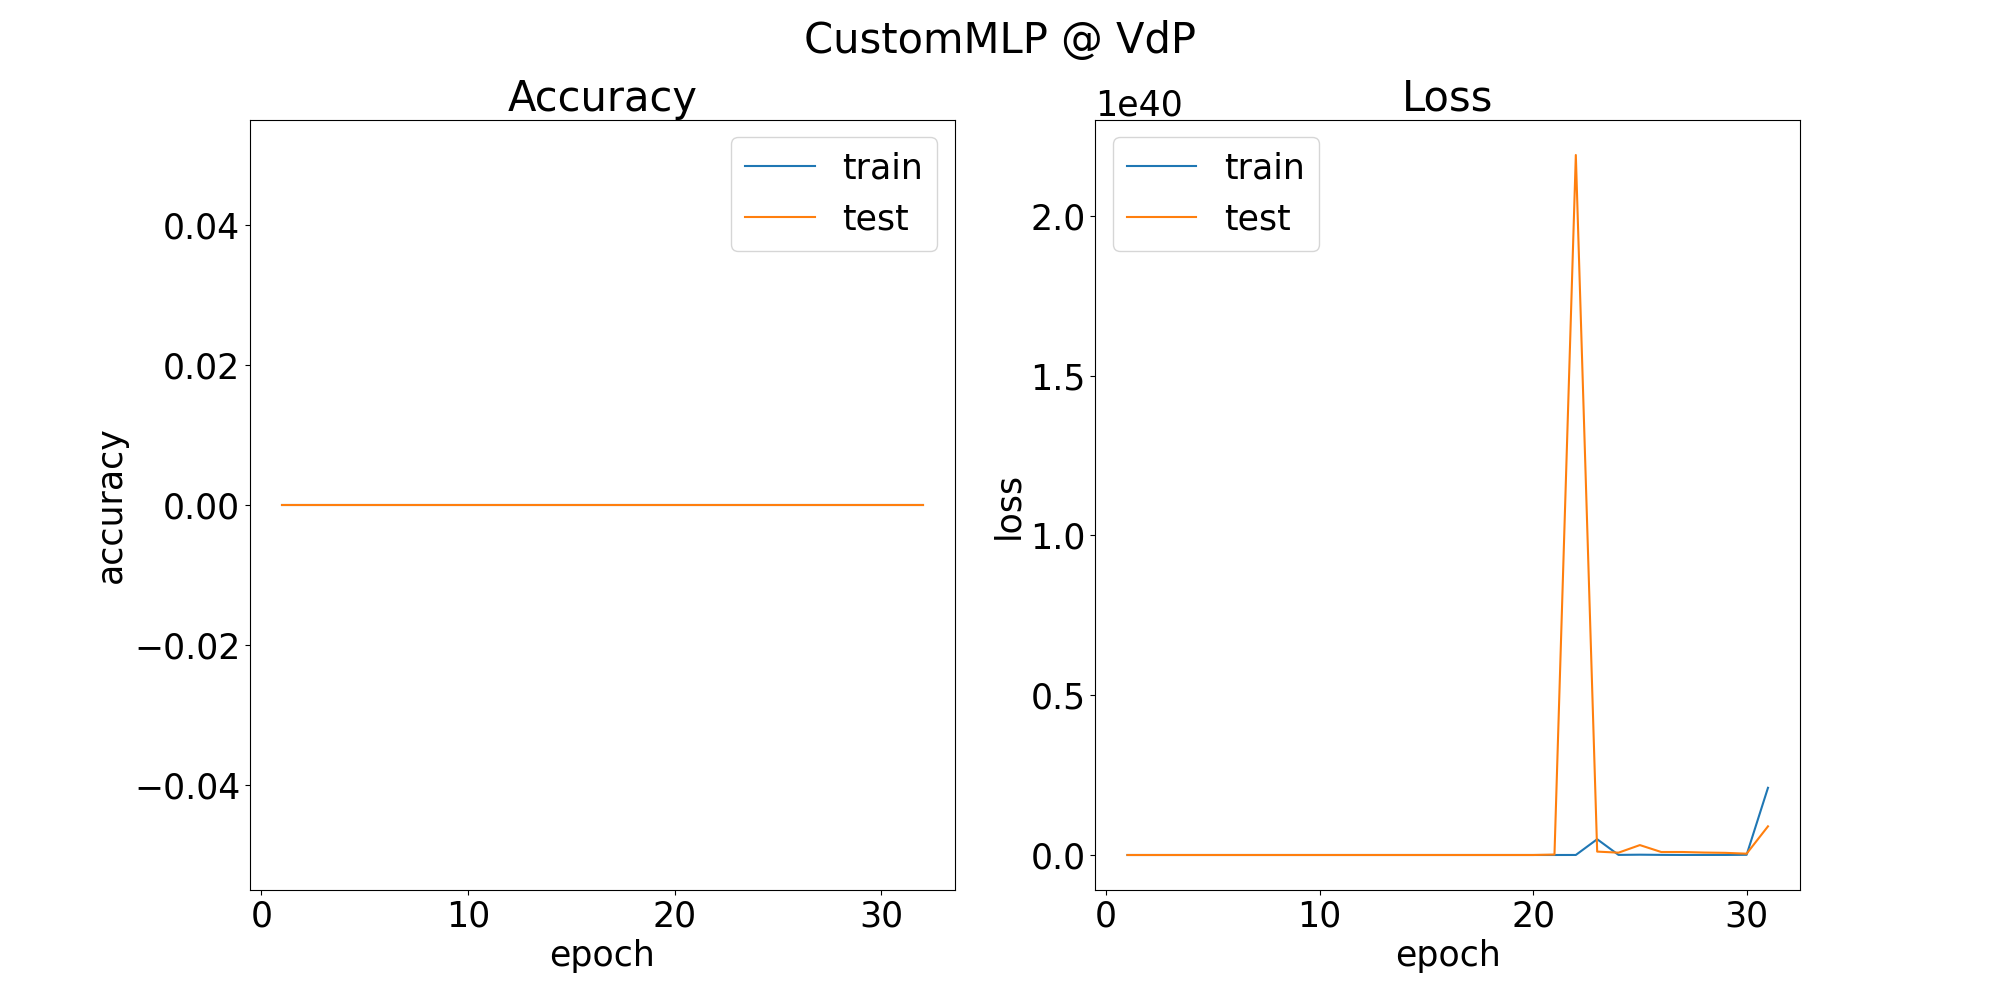 CustomMLP @ VdP
Accuracy
train
test
0.04
0.02
0.00
−0.02
−0.04
accuracy
0
10
20
30
epoch
Loss
1e40
train
test
2.0
1.5
1.0
0.5
0.0
loss
0
10
20
30
epoch